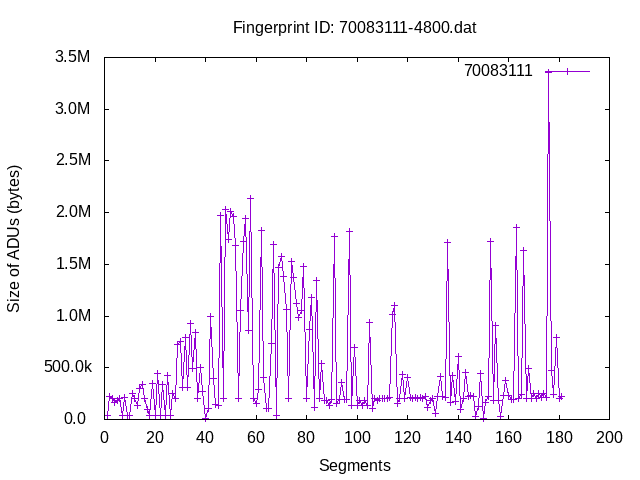 Fingerprint ID: 70083111-4800.dat
70083111
3.5M
3.0M
2.5M
2.0M
1.5M
1.0M
500.0k
0.0
Size of ADUs (bytes)
0 20 40 60 80 100 120 140 160 180 200
Segments